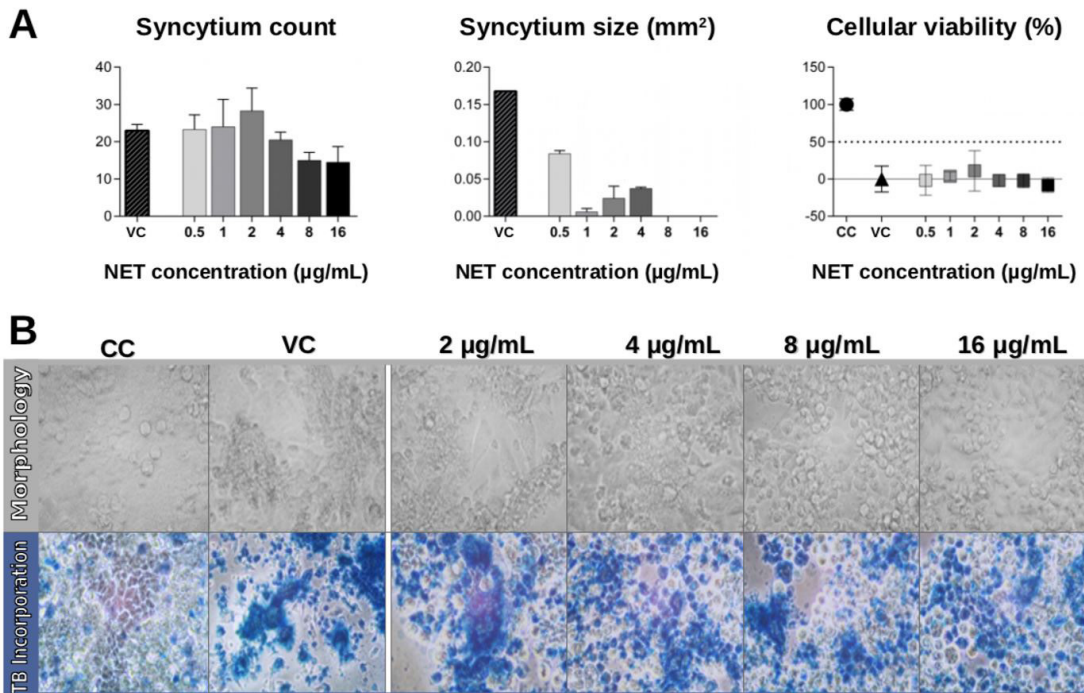 A
Syncytium count
40
30
20
10
0
VC
0.5 1 2 4 8 16
NET concentration (µg/mL)
Syncytium size (mm²)
0.20
0.15
0.10
0.05
0.00
VC
0.5 1 2 4 8 16
NET concentration (µg/mL)
Cellular viability (%)
150
100
50
0
-50
CC VC 0.5 1 2 4 8 16
NET concentration (µg/mL)
B
CC VC 2 µg/mL 4 µg/mL 8 µg/mL 16 µg/mL
Morphology
TB Incorporation